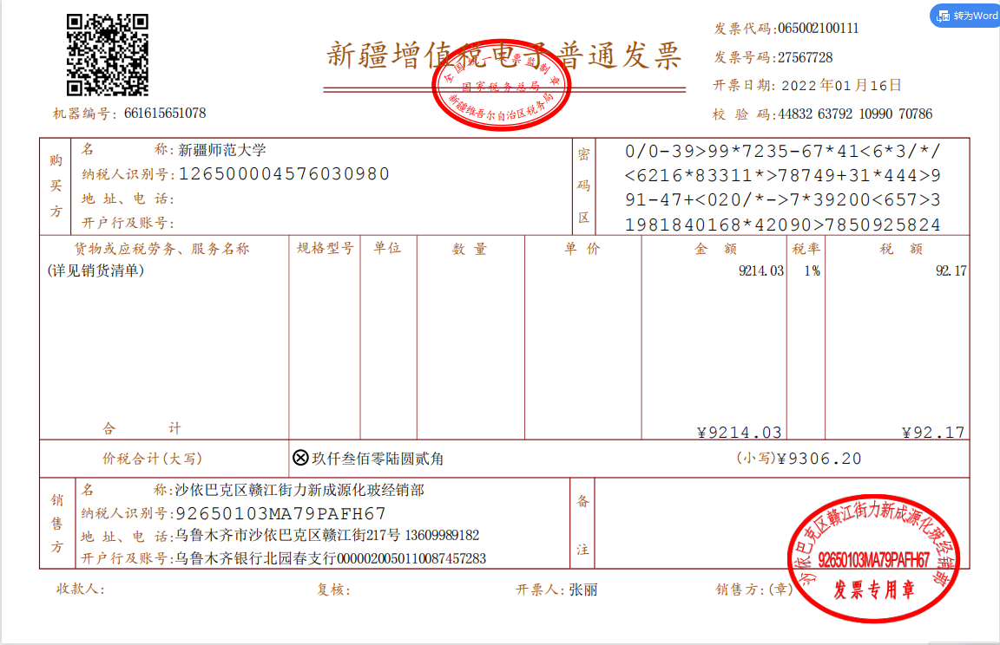 转为Word
新疆增值税电子普通发票
全国统一发票监制章
国家税务总局
新疆维吾尔自治区税务局
发票代码:065002100111
发票号码:27567728
开票日期: 2022年01月16日
校 验 码:44832 63792 10990 70786
机器编号: 661615651078
购买方
名 称: 新疆师范大学
纳税人识别号:126500004576030980
地 址、电 话:
开户行及账号:
密码区
0/0-39>99*7235-67*41<6*3/*/
<6216*83311*>78749+31*444>9
91-47+<020/*->7*39200<657>3
1981840168*42090>7850925824
货物或应税劳务、服务名称 规格型号 单位 数 量 单 价 金 额 税率 税 额
(详见销货清单) 9214.03 1% 92.17
合 计 ¥9214.03 ¥92.17
价税合计(大写) ⊗玖仟叁佰零陆圆贰角 (小写)¥9306.20
销售方
名 称:沙依巴克区赣江街力新成源化玻经销部
纳税人识别号:92650103MA79PAFH67
地 址、电 话:乌鲁木齐市沙依巴克区赣江街217号 13609989182
开户行及账号:乌鲁木齐银行北园春支行0000020050110087457283
备注
沙依巴克区赣江街力新成源化玻经销部
92650103MA79PAFH67
发票专用章
收款人: 复核: 开票人: 张丽 销售方:(章)